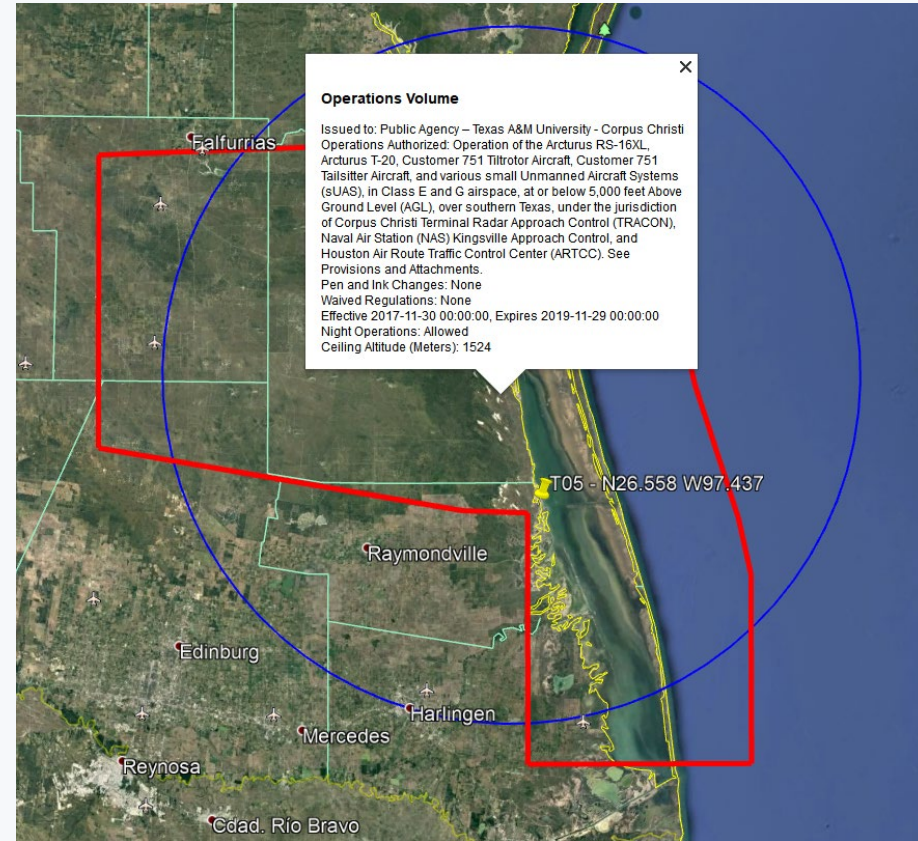 Operations Volume
Issued to: Public Agency – Texas A&M University - Corpus Christi
Operations Authorized: Operation of the Arcturus RS-16XL,
Arcturus T-20, Customer 751 Tiltrotor Aircraft, Customer 751
Tailsitter Aircraft, and various small Unmanned Aircraft Systems
(sUAS), in Class E and G airspace, at or below 5,000 feet Above
Ground Level (AGL), over southern Texas, under the jurisdiction
of Corpus Christi Terminal Radar Approach Control (TRACON),
Naval Air Station (NAS) Kingsville Approach Control, and
Houston Air Route Traffic Control Center (ARTCC). See
Provisions and Attachments.
Pen and Ink Changes: None
Waived Regulations: None
Effective 2017-11-30 00:00:00, Expires 2019-11-29 00:00:00
Night Operations: Allowed
Ceiling Altitude (Meters): 1524
Falfurrias
T05 - N26.558 W97.437
Raymondville
Edinburg
Harlingen
Mercedes
Reynosa
Cdad. Río Bravo